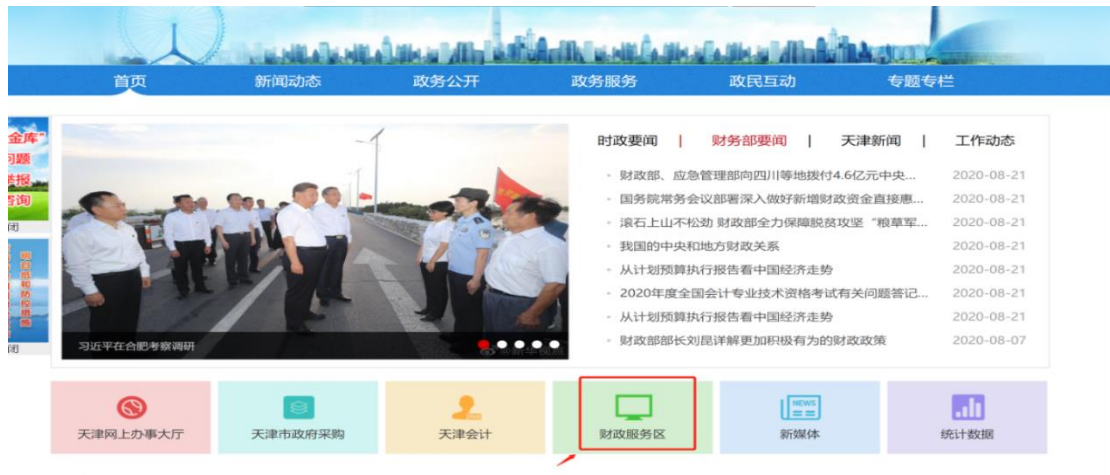 首页 新闻动态 政务公开 政务服务 政民互动 专题专栏
金库”
问题
举报
咨询
闭
闭
习近平在合肥考察调研
时政要闻 | 财务部要闻 | 天津新闻 | 工作动态
财政部、应急管理部向四川等地拨付4.6亿元中央... 2020-08-21
国务院常务会议部署深入做好新增财政资金直接惠... 2020-08-21
滚石上山不松劲 财政部全力保障脱贫攻坚“粮草军... 2020-08-21
我国的中央和地方财政关系 2020-08-21
从计划预算执行报告看中国经济走势 2020-08-21
2020年度全国会计专业技术资格考试有关问题答记... 2020-08-21
从计划预算执行报告看中国经济走势 2020-08-21
财政部部长刘昆详解更加积极有为的财政政策 2020-08-07
天津网上办事大厅
天津市政府采购
天津会计
财政服务区
NEWS
新媒体
统计数据